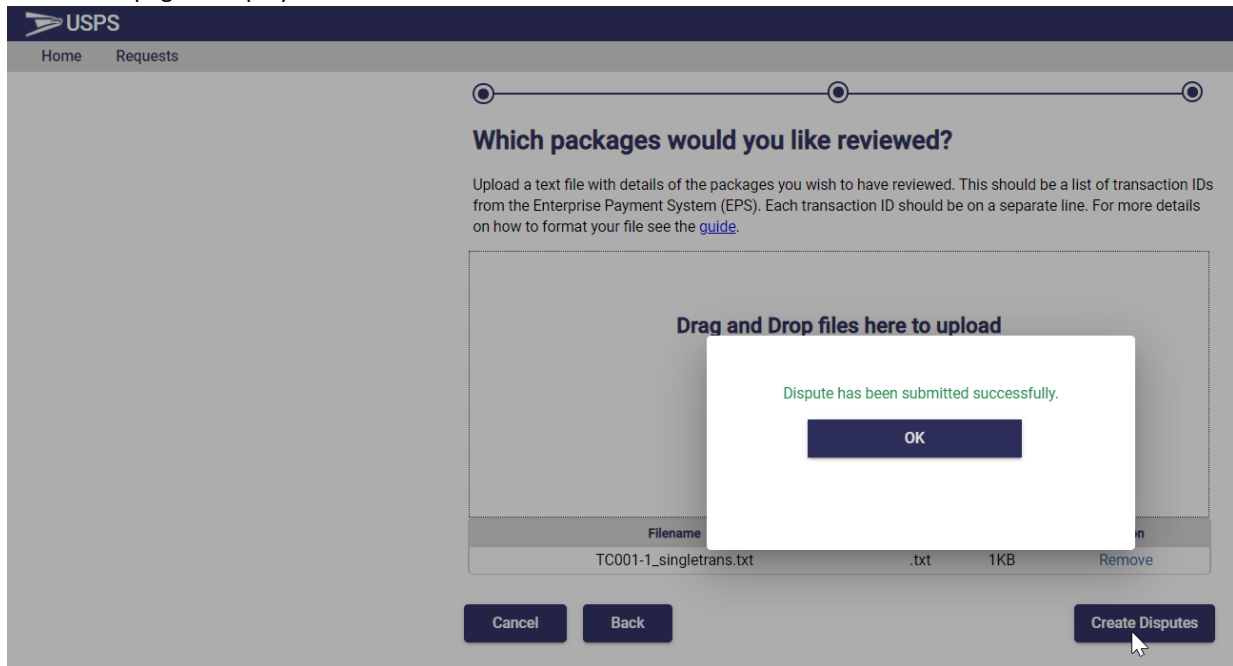 USPS
Home Requests
Which packages would you like reviewed?
Upload a text file with details of the packages you wish to have reviewed. This should be a list of transaction IDs
from the Enterprise Payment System (EPS). Each transaction ID should be on a separate line. For more details
on how to format your file see the guide.
Drag and Drop files here to upload
Dispute has been submitted successfully.
OK
Filename
TC001-1_singletrans.txt .txt 1KB Remove
Cancel Back Create Disputes